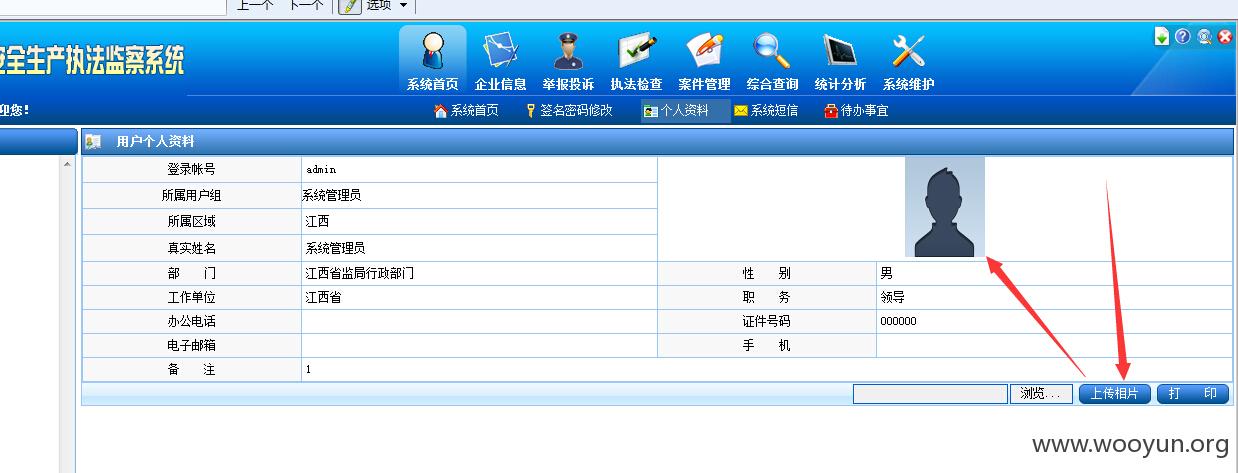 上一个 下一个 选项
安全生产执法监察系统
系统首页 企业信息 举报投诉 执法检查 案件管理 综合查询 统计分析 系统维护
迎您！ 系统首页 签名密码修改 个人资料 系统短信 待办事宜
用户个人资料
登录帐号 admin
所属用户组 系统管理员
所属区域 江西
真实姓名 系统管理员
部 门 江西省监局行政部门 性 别 男
工作单位 江西省 职 务 领导
办公电话 证件号码 000000
电子邮箱 手 机
备 注 1
浏览... 上传相片 打 印
www.wooyun.org